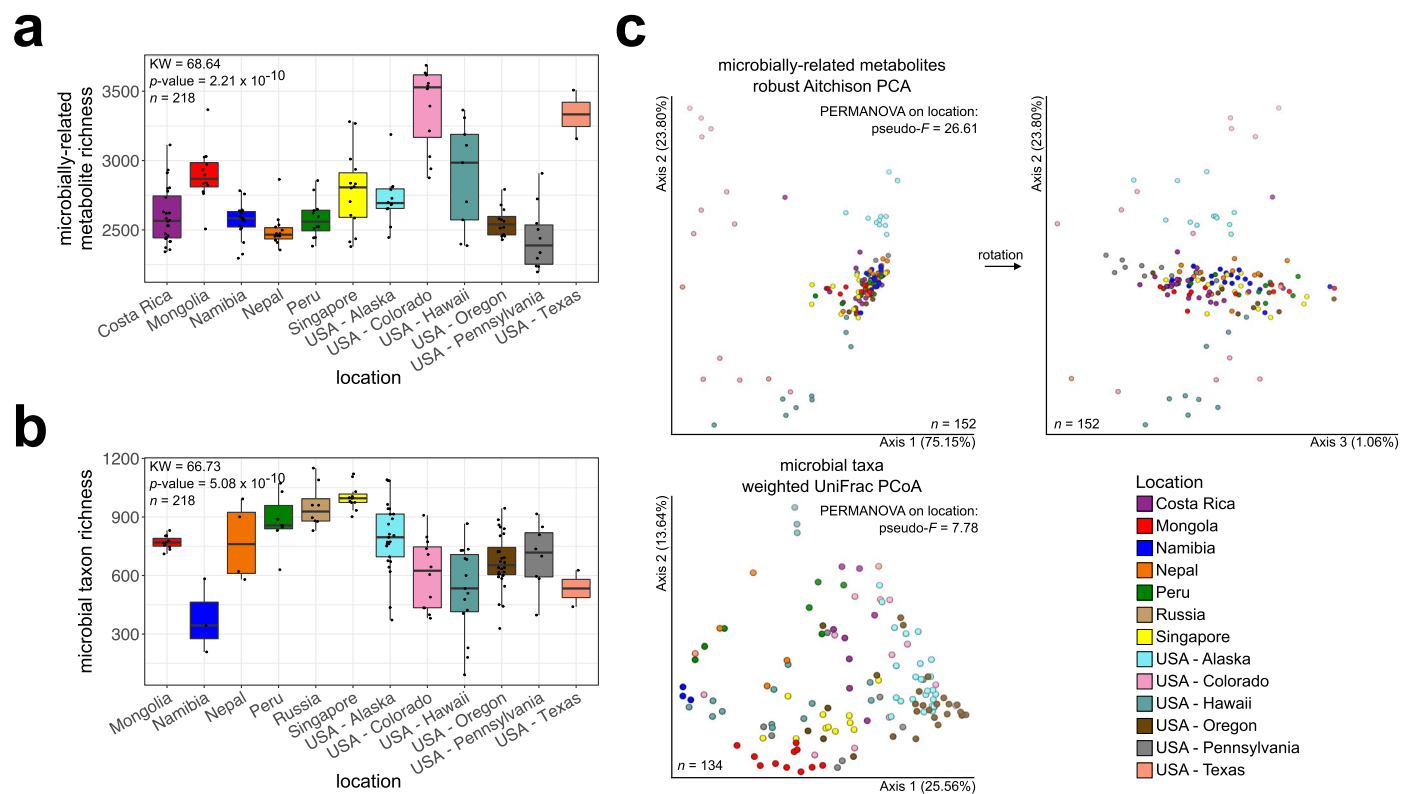 a
KW = 68.64
p-value = 2.21 x 10-10
n = 218
microbially-related
metabolite richness
3500
3000
2500
Costa Rica
Mongolia
Namibia
Nepal
Peru
Singapore
USA - Alaska
USA - Colorado
USA - Hawaii
USA - Oregon
USA - Pennsylvania
USA - Texas
location
b
KW = 66.73
p-value = 5.08 x 10-10
n = 218
microbial taxon richness
1200
900
600
300
Mongolia
Namibia
Nepal
Peru
Russia
Singapore
USA - Alaska
USA - Colorado
USA - Hawaii
USA - Oregon
USA - Pennsylvania
USA - Texas
location
c
microbially-related metabolites
robust Aitchison PCA
PERMANOVA on location:
pseudo-F = 26.61
Axis 2 (23.80%)
n = 152
Axis 1 (75.15%)
rotation
Axis 2 (23.80%)
n = 152
Axis 3 (1.06%)
microbial taxa
weighted UniFrac PCoA
PERMANOVA on location:
pseudo-F = 7.78
Axis 2 (13.64%)
n = 134
Axis 1 (25.56%)
Location
Costa Rica
Mongola
Namibia
Nepal
Peru
Russia
Singapore
USA - Alaska
USA - Colorado
USA - Hawaii
USA - Oregon
USA - Pennsylvania
USA - Texas